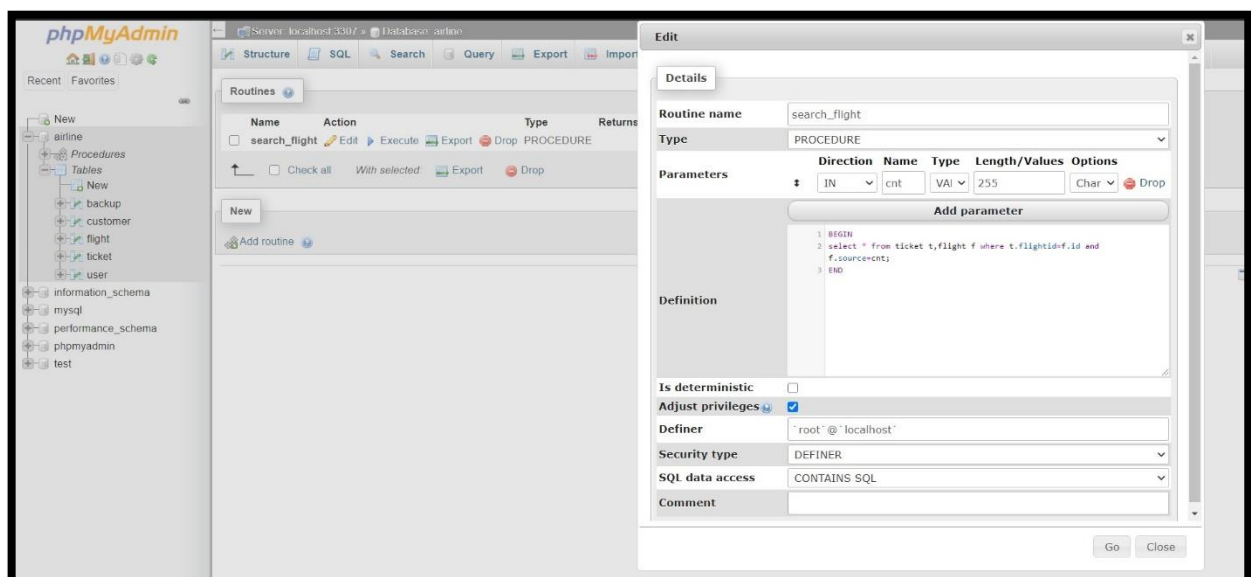 phpMyAdmin
Recent Favorites
New
airline
Procedures
Tables
New
backup
customer
flight
ticket
user
information_schema
mysql
performance_schema
phpmyadmin
test
Server: localhost:3307 » Database: airline
Structure SQL Search Query Export Import
Routines
Name Action Type Returns
search_flight Edit Execute Export Drop PROCEDURE
Check all With selected: Export Drop
New
Add routine
Edit
Details
Routine name search_flight
Type PROCEDURE
Parameters
Direction Name Type Length/Values Options
IN cnt VAI 255 Char Drop
Add parameter
Definition
1 BEGIN
2 select * from ticket t,flight f where t.flightid=f.id and
f.source=cnt;
3 END
Is deterministic
Adjust privileges
Definer `root`@`localhost`
Security type DEFINER
SQL data access CONTAINS SQL
Comment
Go Close